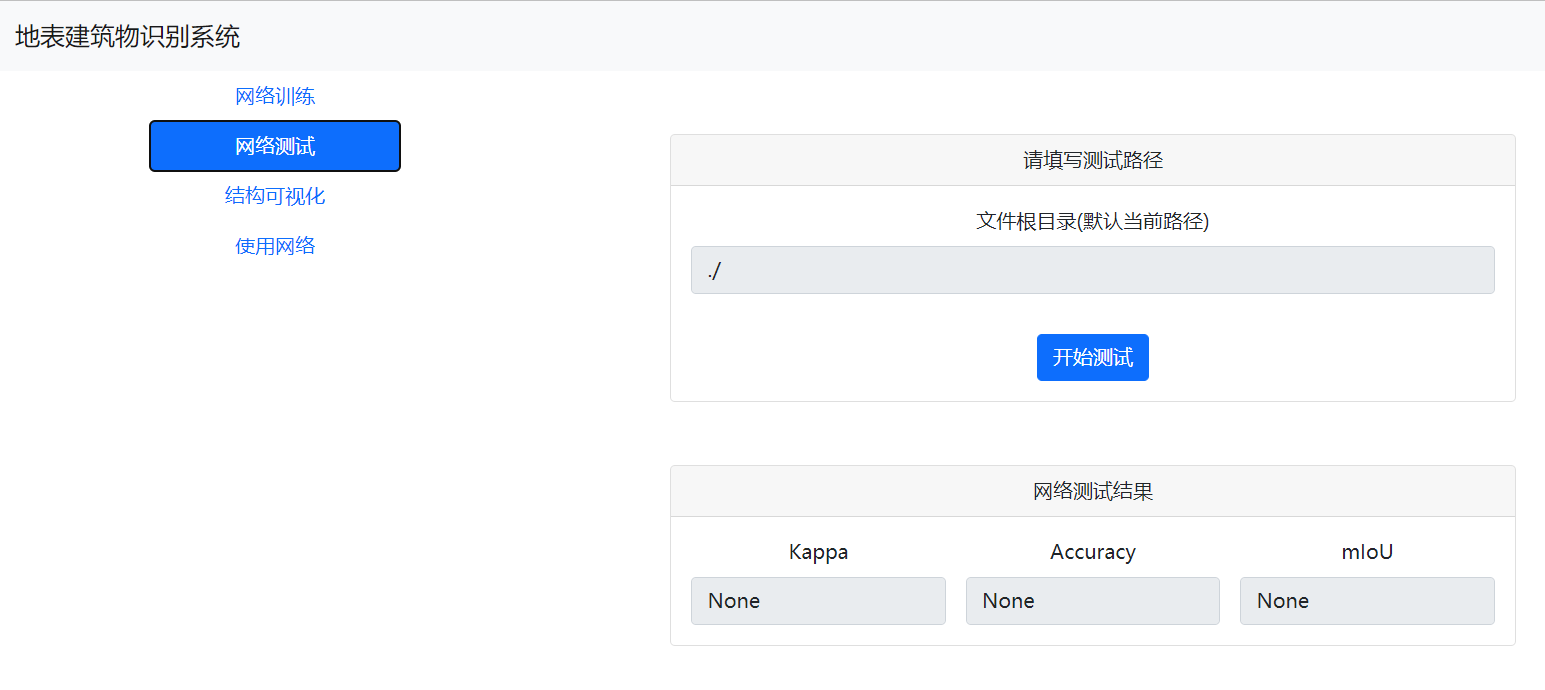 地表建筑物识别系统
网络训练
网络测试
结构可视化
使用网络
请填写测试路径
文件根目录(默认当前路径)
./
开始测试
网络测试结果
Kappa Accuracy mIoU
None None None